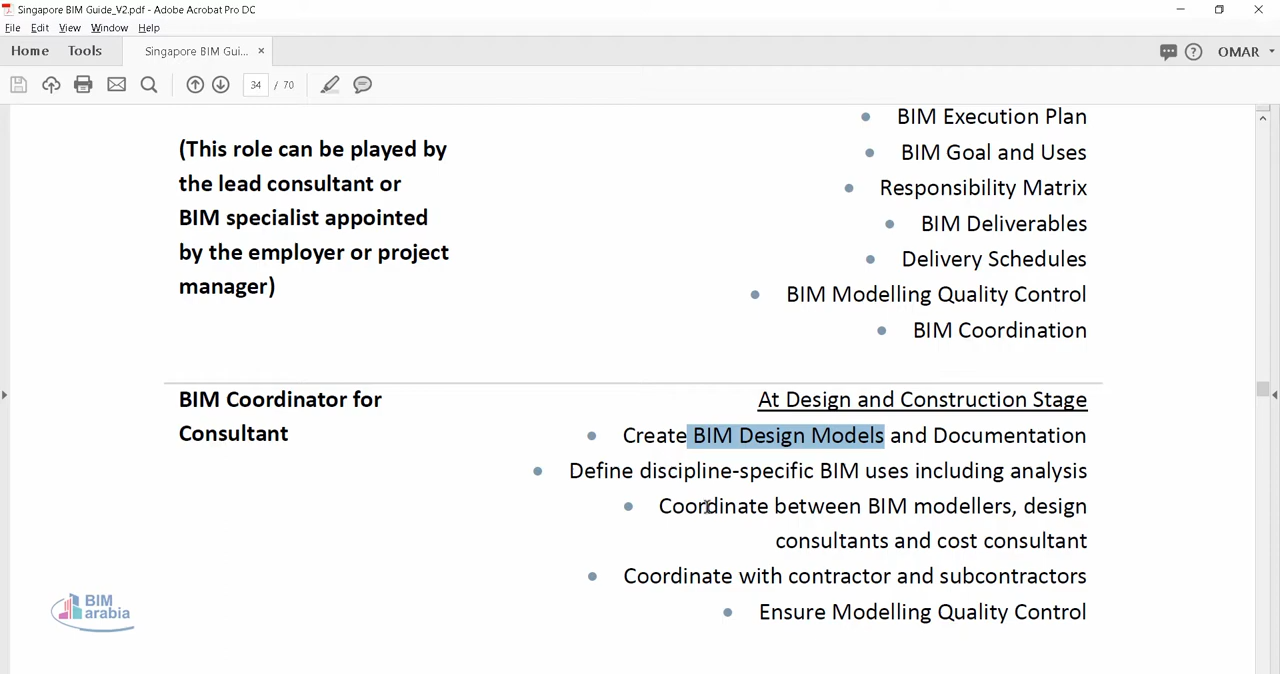 Singapore BIM Guide_V2.pdf - Adobe Acrobat Pro DC
File Edit View Window Help
Home Tools Singapore BIM Gui... × OMAR
34 / 70
• BIM Execution Plan
• BIM Goal and Uses
• Responsibility Matrix
• BIM Deliverables
• Delivery Schedules
• BIM Modelling Quality Control
• BIM Coordination
(This role can be played by
the lead consultant or
BIM specialist appointed
by the employer or project
manager)
BIM Coordinator for
Consultant
At Design and Construction Stage
• Create BIM Design Models and Documentation
• Define discipline-specific BIM uses including analysis
• Coordinate between BIM modellers, design
consultants and cost consultant
• Coordinate with contractor and subcontractors
• Ensure Modelling Quality Control
BIM
arabia